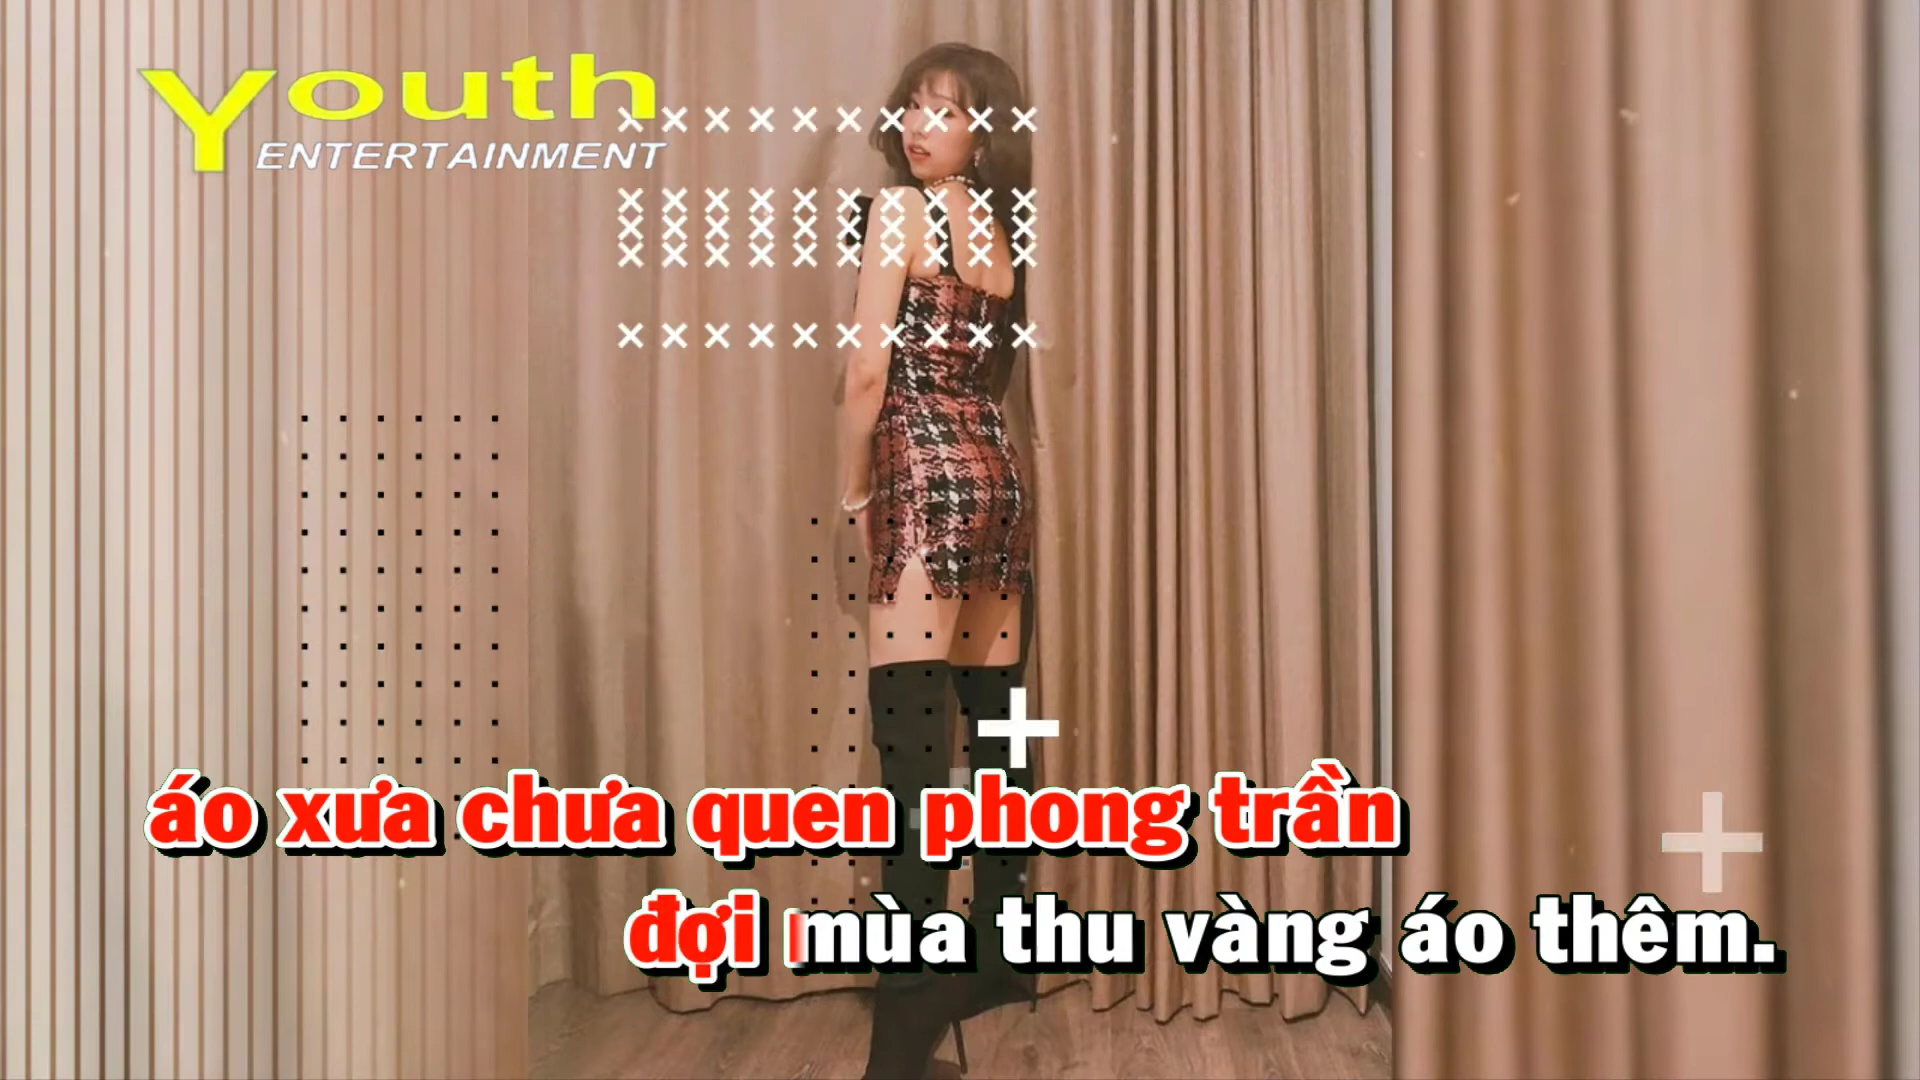 Youth
ENTERTAINMENT
áo xưa chưa quen phong trần
đợi mùa thu vàng áo thêm.